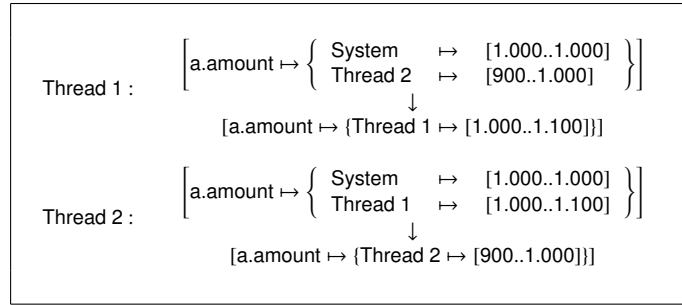 [a.amount ↦ { System ↦ [1.000..1.000]
Thread 2 ↦ [900..1.000] }]
Thread 1 :
↓
[a.amount ↦ {Thread 1 ↦ [1.000..1.100]}]
[a.amount ↦ { System ↦ [1.000..1.000]
Thread 1 ↦ [1.000..1.100] }]
Thread 2 :
↓
[a.amount ↦ {Thread 2 ↦ [900..1.000]}]